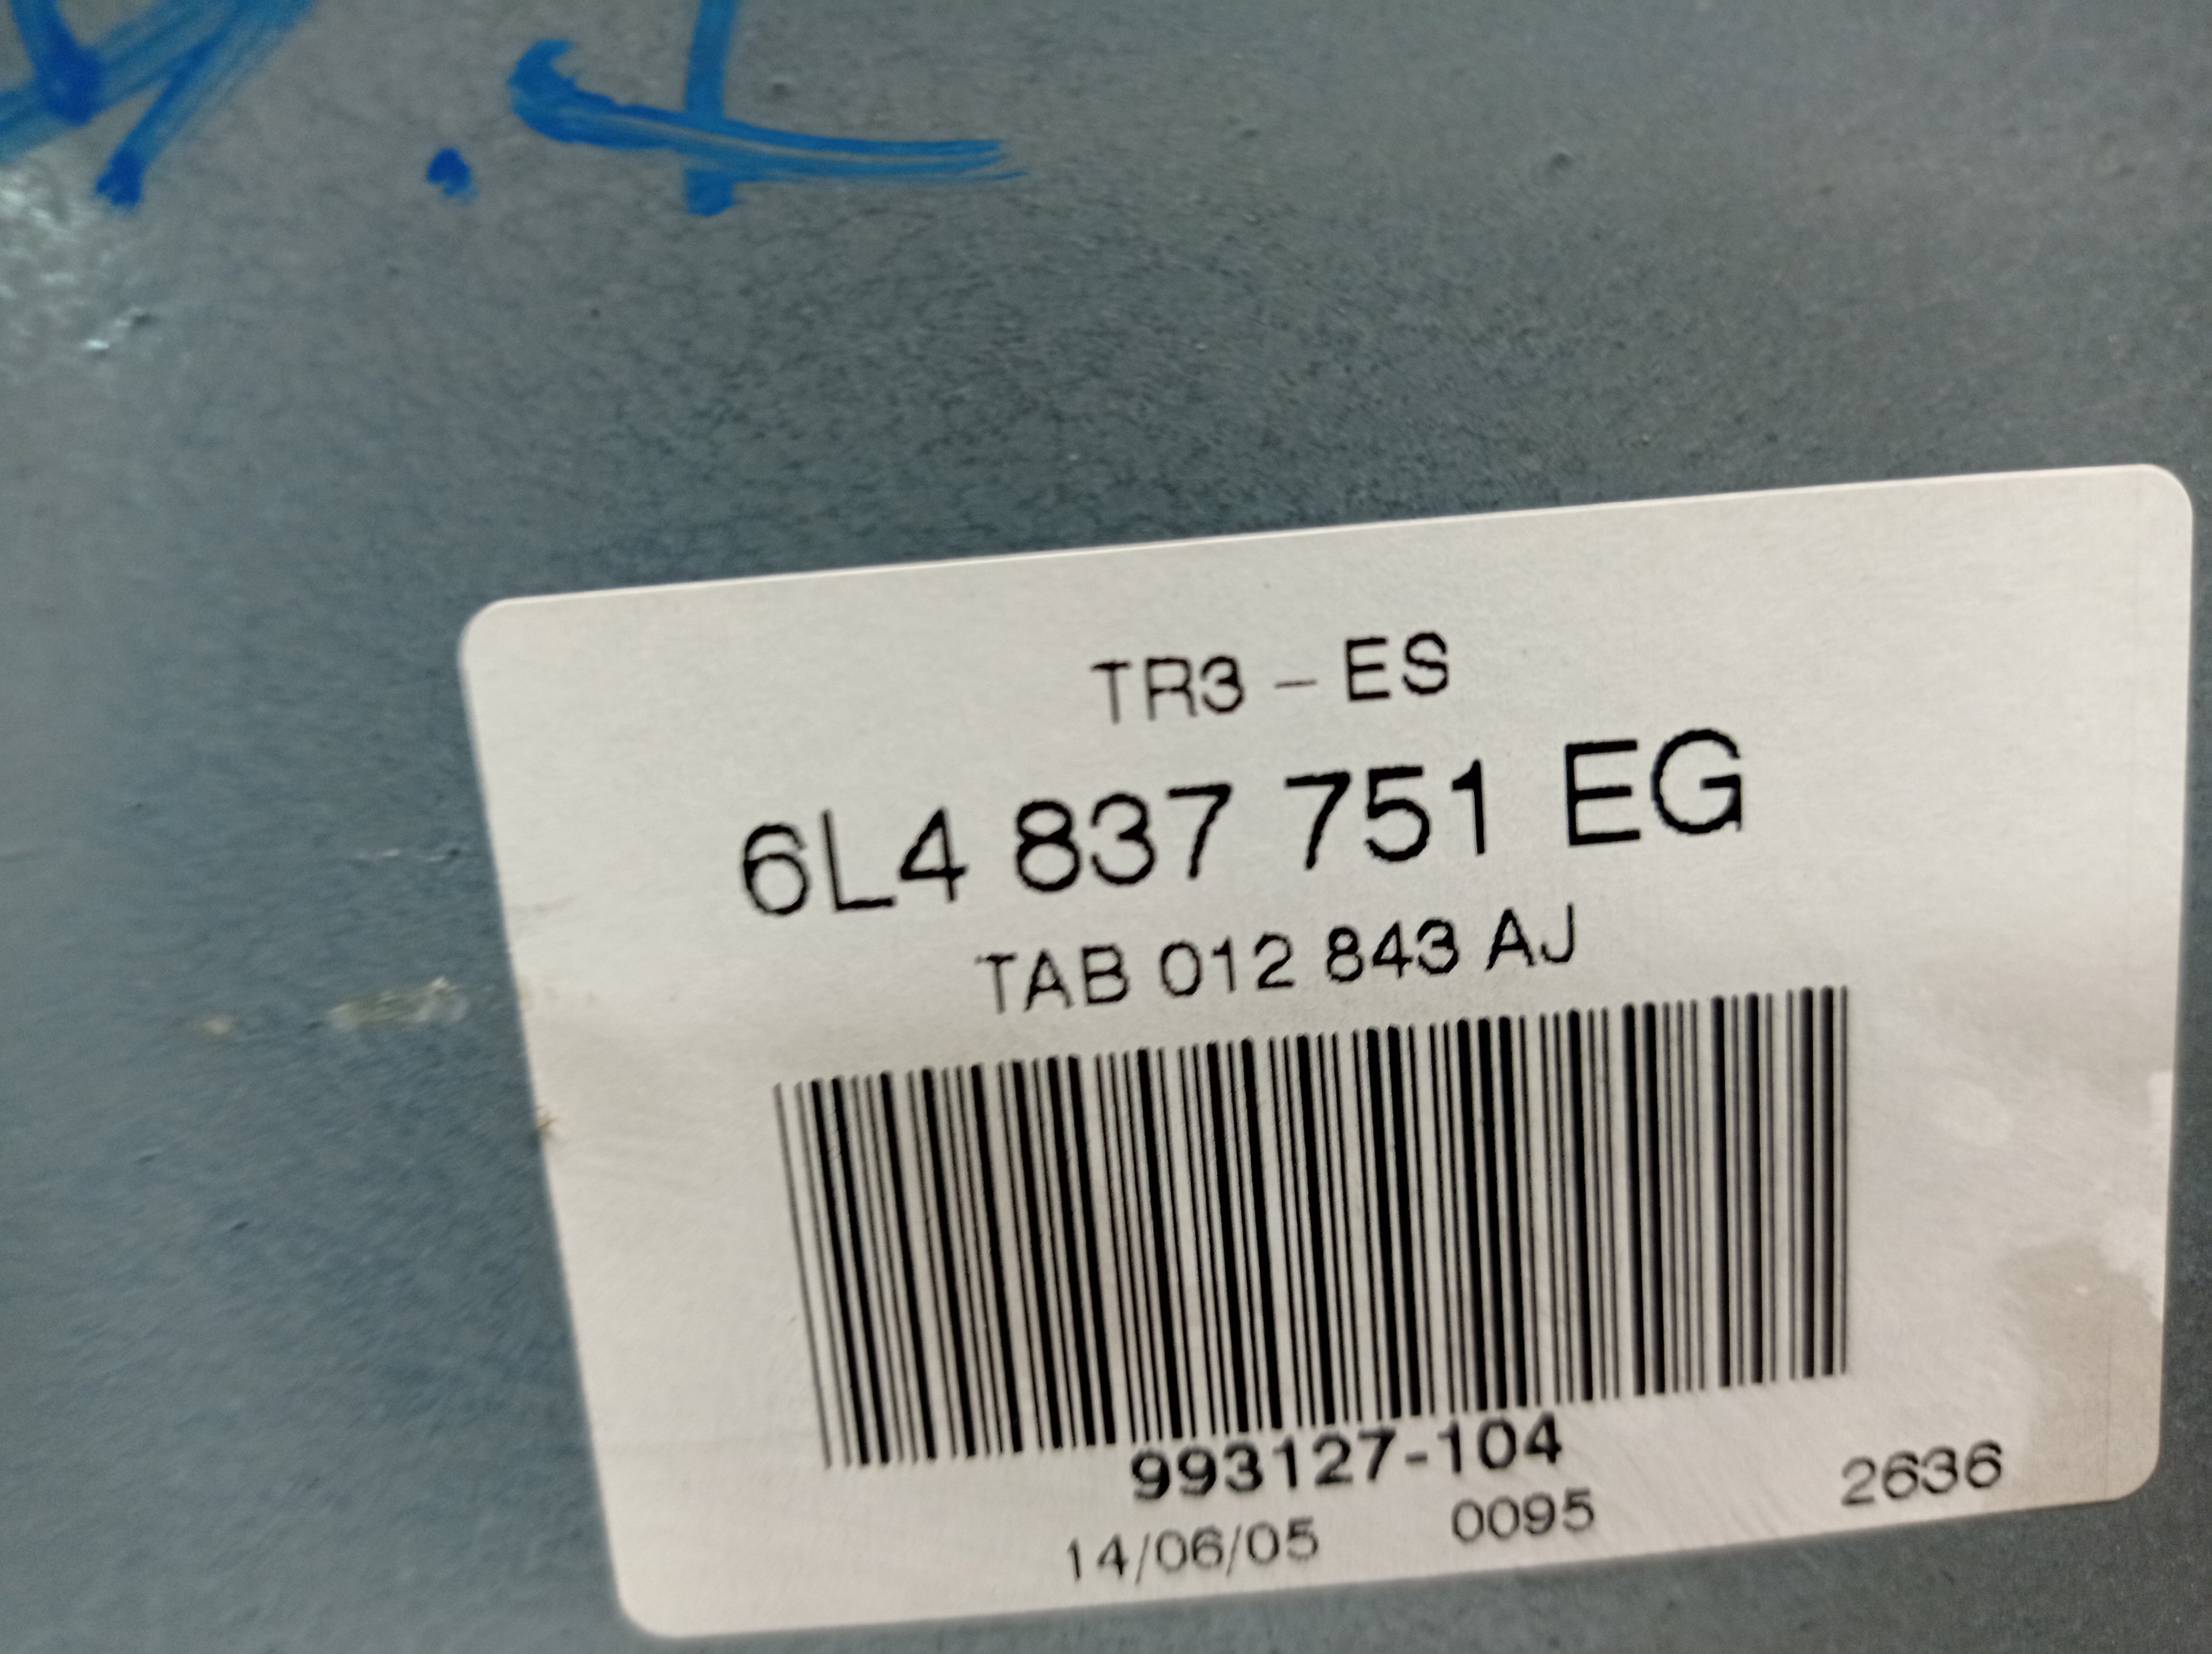 TR3 – ES
6L4 837 751 EG
TAB 012 843 AJ
993127-104
14/06/05 0095 2636